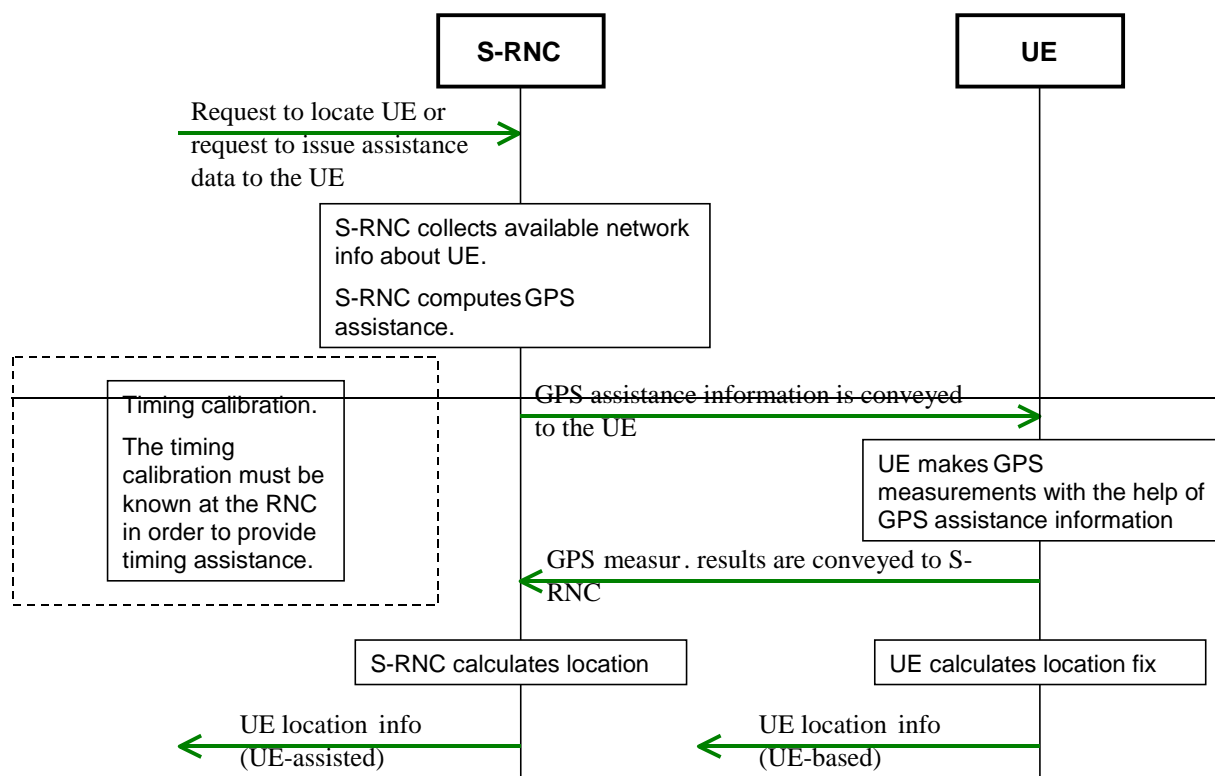 S-RNC
UE
Request to locate UE or
request to issue assistance
data to the UE
S-RNC collects available network
info about UE.
S-RNC computes GPS
assistance.
Timing calibration.
The timing
calibration must be
known at the RNC
in order to provide
timing assistance.
GPS assistance information is conveyed
to the UE
UE makes GPS
measurements with the help of
GPS assistance information
GPS measur. results are conveyed to S-
RNC
S-RNC calculates location
UE calculates location fix
UE location info
(UE-assisted)
UE location info
(UE-based)